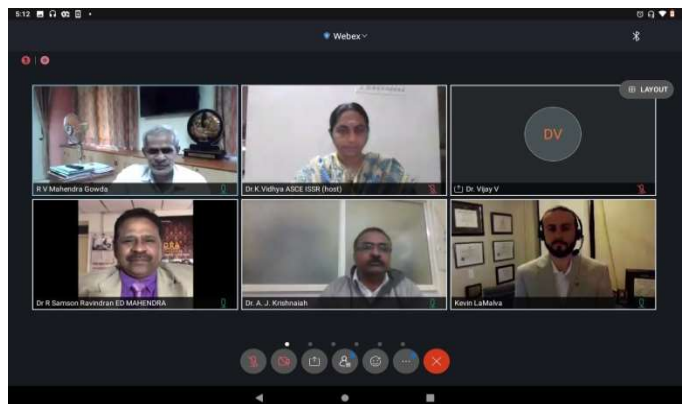 5:12
Webex
LAYOUT
R V Mahendra Gowda
Dr.K.Vidhya ASCE ISSR (host)
DV
Dr. Vijay V
Dr R Samson Ravindran ED MAHENDRA
Dr. A. J. Krishnaiah
Kevin LaMalva